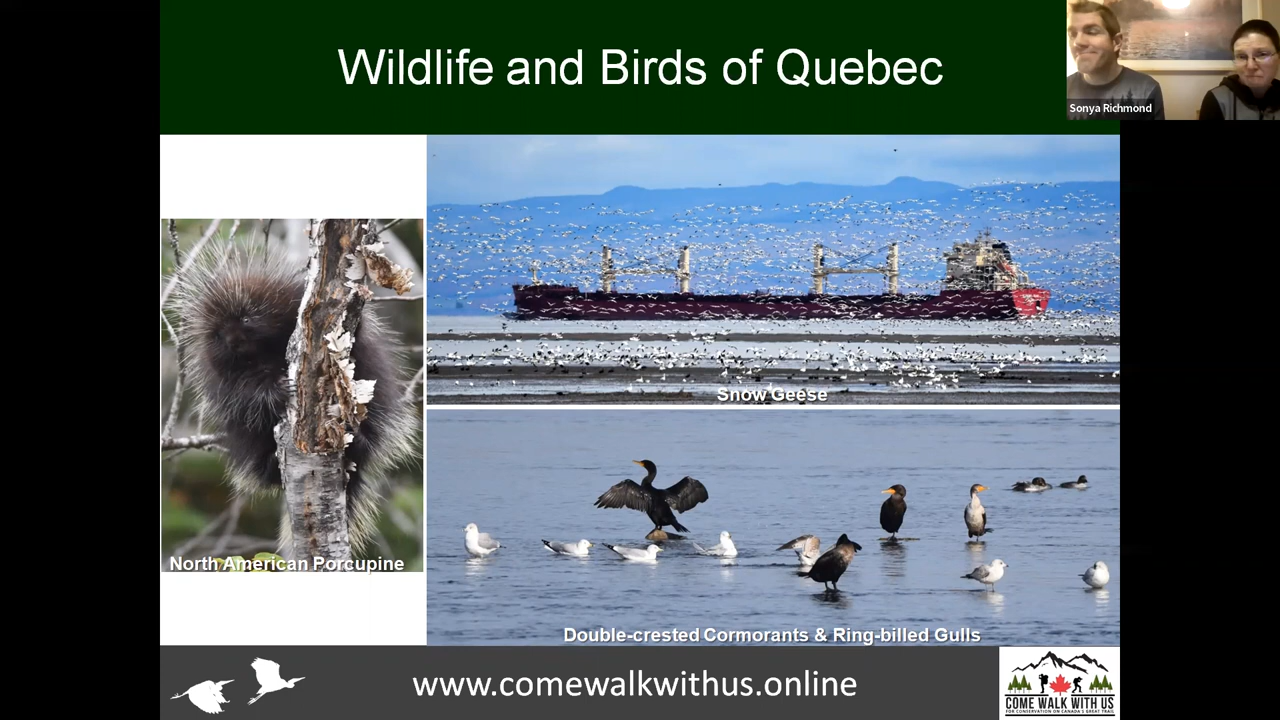 Wildlife and Birds of Quebec
Sonya Richmond
Snow Geese
North American Porcupine
Double-crested Cormorants & Ring-billed Gulls
www.comewalkwithus.online
COME WALK WITH US
FOR CONSERVATION ON CANADA'S GREAT TRAIL